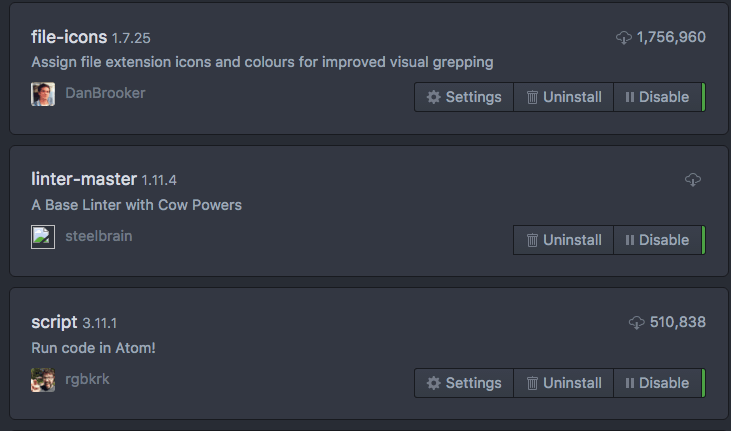 file-icons 1.7.25 1,756,960
Assign file extension icons and colours for improved visual grepping
DanBrooker Settings Uninstall Disable
linter-master 1.11.4
A Base Linter with Cow Powers
steelbrain Uninstall Disable
script 3.11.1 510,838
Run code in Atom!
rgbkrk Settings Uninstall Disable